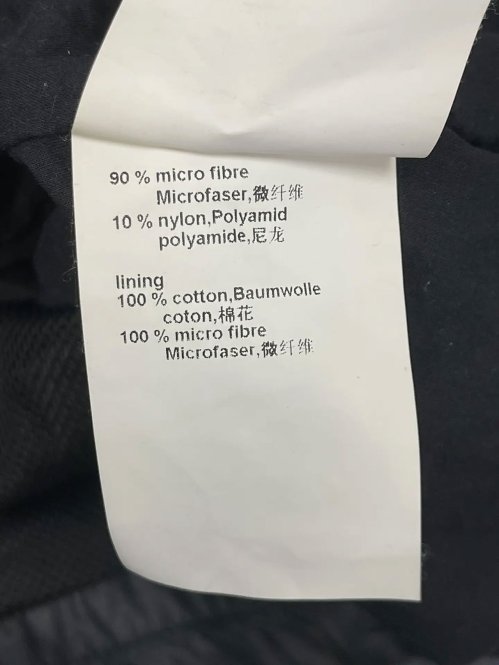 90 % micro fibre
Microfaser,微纤维
10 % nylon,Polyamid
polyamide,尼龙
lining
100 % cotton,Baumwolle
coton,棉花
100 % micro fibre
Microfaser,微纤维